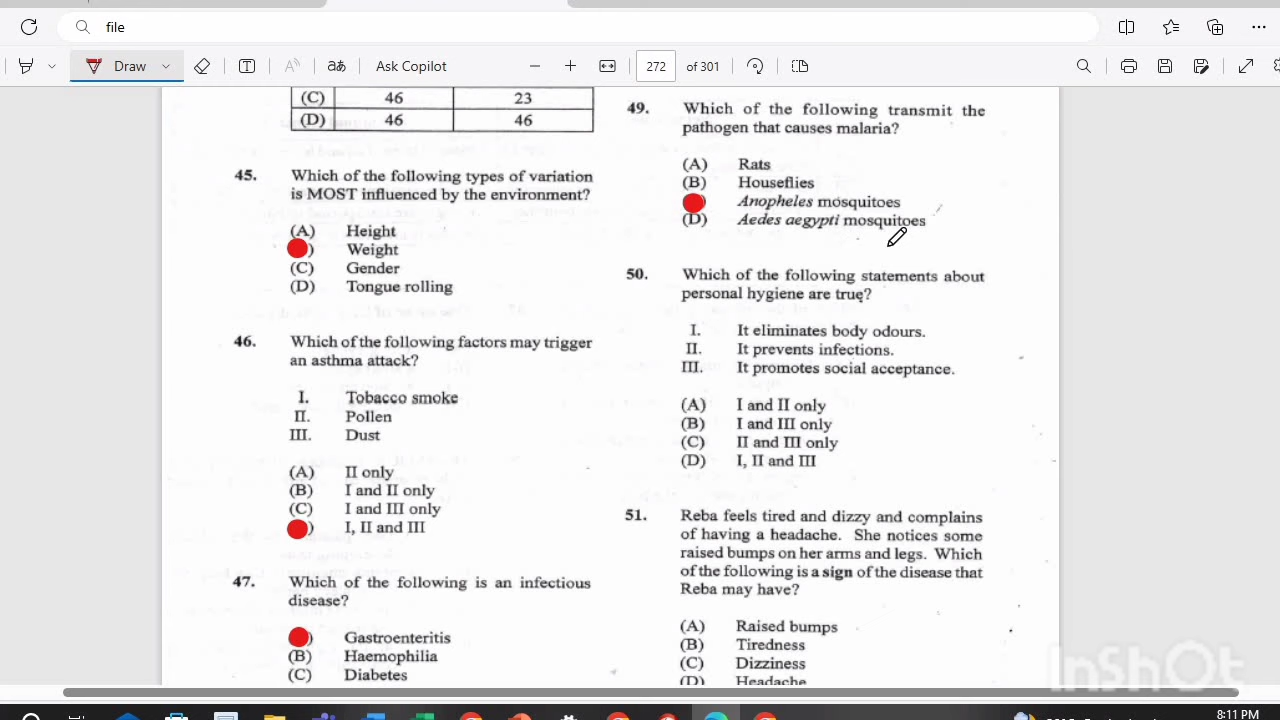 file
Draw
aあ
Ask Copilot
272
of 301
(C) 46 23
(D) 46 46
45. Which of the following types of variation
is MOST influenced by the environment?
(A) Height
) Weight
(C) Gender
(D) Tongue rolling
46. Which of the following factors may trigger
an asthma attack?
I. Tobacco smoke
II. Pollen
III. Dust
(A) II only
(B) I and II only
(C) I and III only
) I, II and III
47. Which of the following is an infectious
disease?
) Gastroenteritis
(B) Haemophilia
(C) Diabetes
49. Which of the following transmit the
pathogen that causes malaria?
(A) Rats
(B) Houseflies
) Anopheles mosquitoes
(D) Aedes aegypti mosquitoes
50. Which of the following statements about
personal hygiene are true?
I. It eliminates body odours.
II. It prevents infections.
III. It promotes social acceptance.
(A) I and II only
(B) I and III only
(C) II and III only
(D) I, II and III
51. Reba feels tired and dizzy and complains
of having a headache. She notices some
raised bumps on her arms and legs. Which
of the following is a sign of the disease that
Reba may have?
(A) Raised bumps
(B) Tiredness
(C) Dizziness
(D) Headache
InShOt
8:11 PM